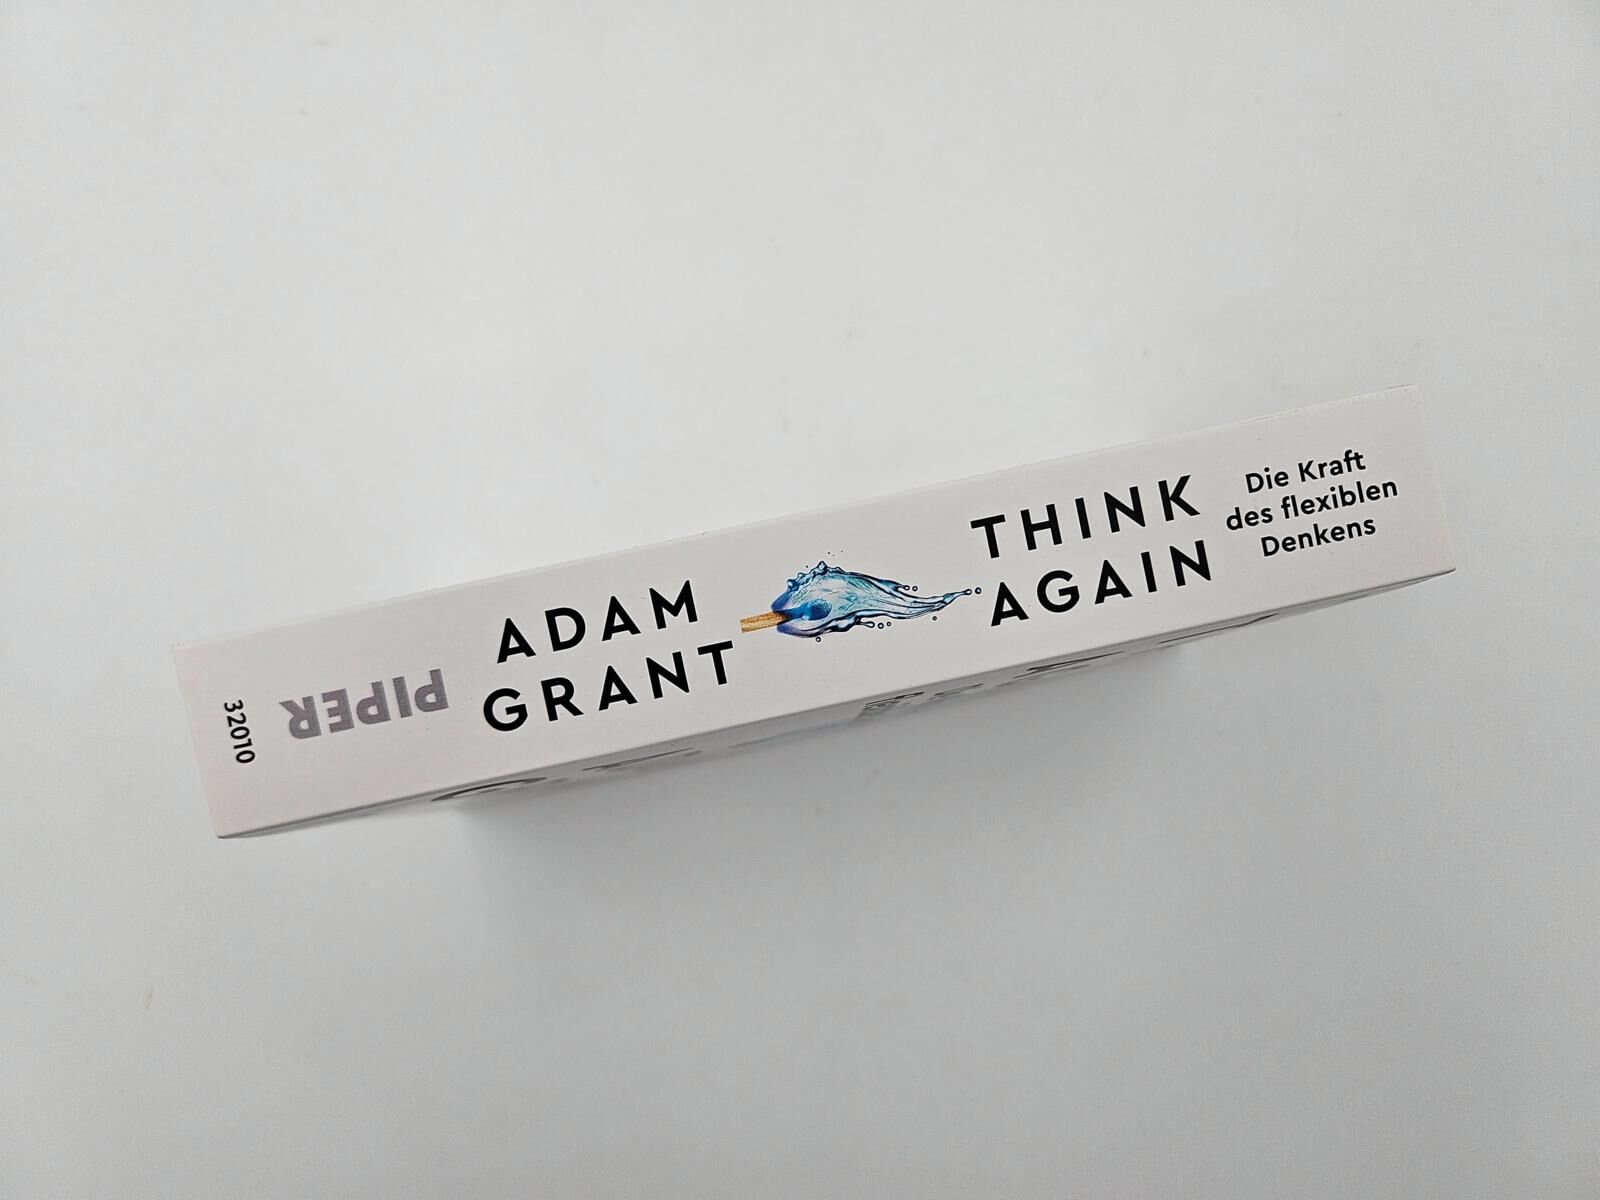 32010
PIPER
ADAM
GRANT
THINK
AGAIN
Die Kraft
des flexiblen
Denkens